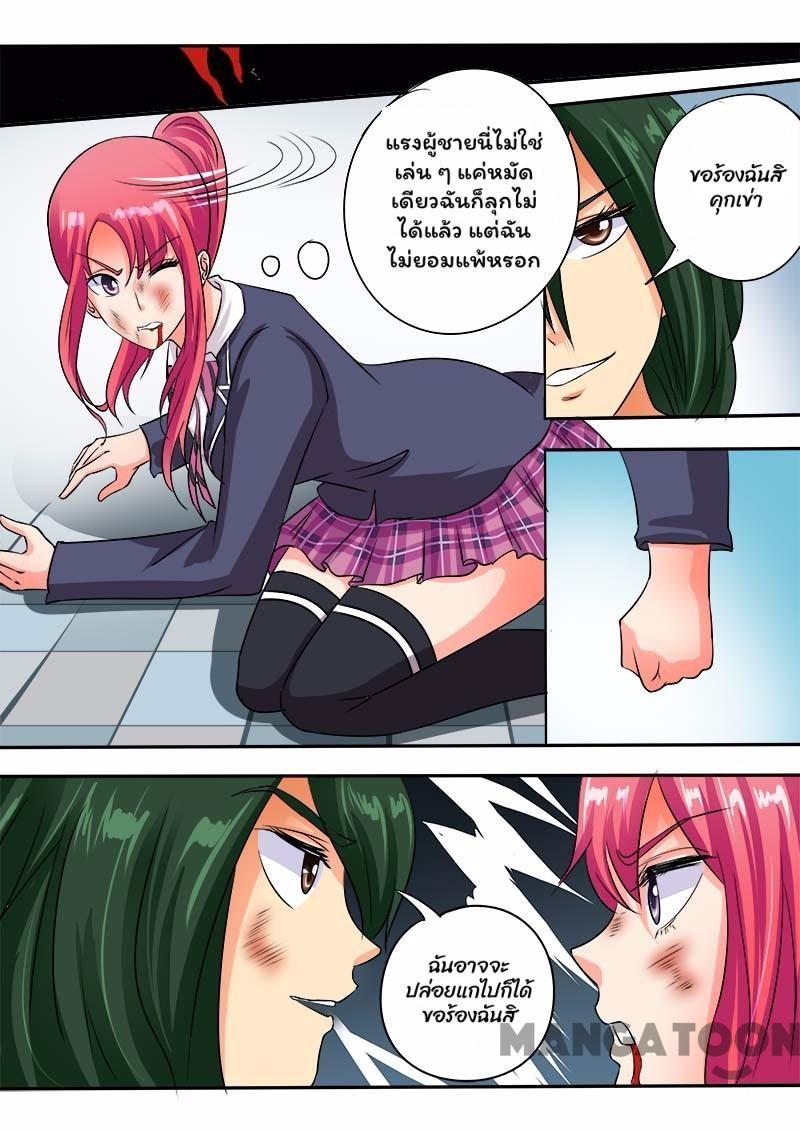 แรงผู้ชายนี่ไม่ใช่
เล่น ๆ แค่หมัด
เดียวฉันก็ลุกไม่
ได้แล้ว แต่ฉัน
ไม่ยอมแพ้หรอก
ขอร้องฉันสิ
คุกเข่า
ฉันอาจจะ
ปล่อยแกไปก็ได้
ขอร้องฉันสิ
MANGATOON